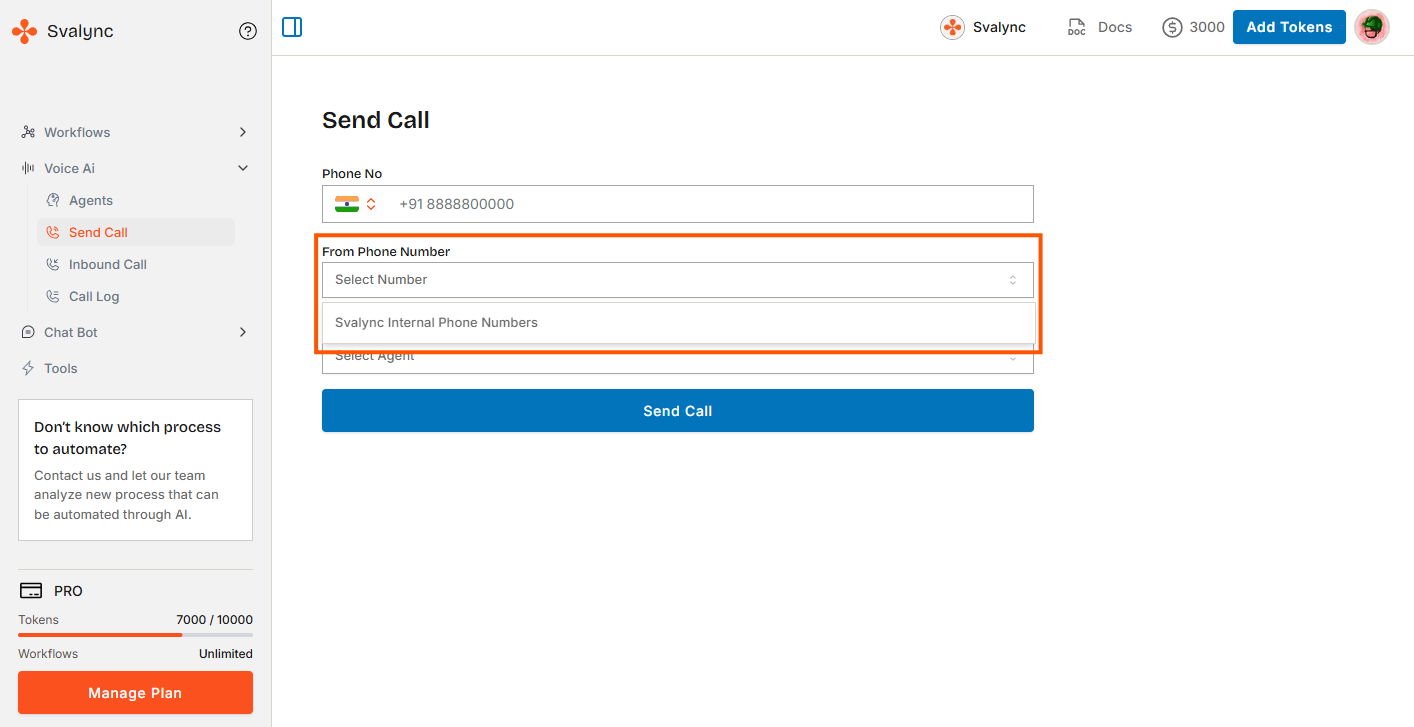 Svalync
Svalync
DOC
Docs
3000
Add Tokens
Workflows
Voice Ai
Agents
Send Call
Inbound Call
Call Log
Chat Bot
Tools
Don't know which process
to automate?
Contact us and let our team
analyze new process that can
be automated through AI.
PRO
Tokens 7000 / 10000
Workflows Unlimited
Manage Plan
Send Call
Phone No
+91 8888800000
From Phone Number
Select Number
Svalync Internal Phone Numbers
Select Agent
Send Call